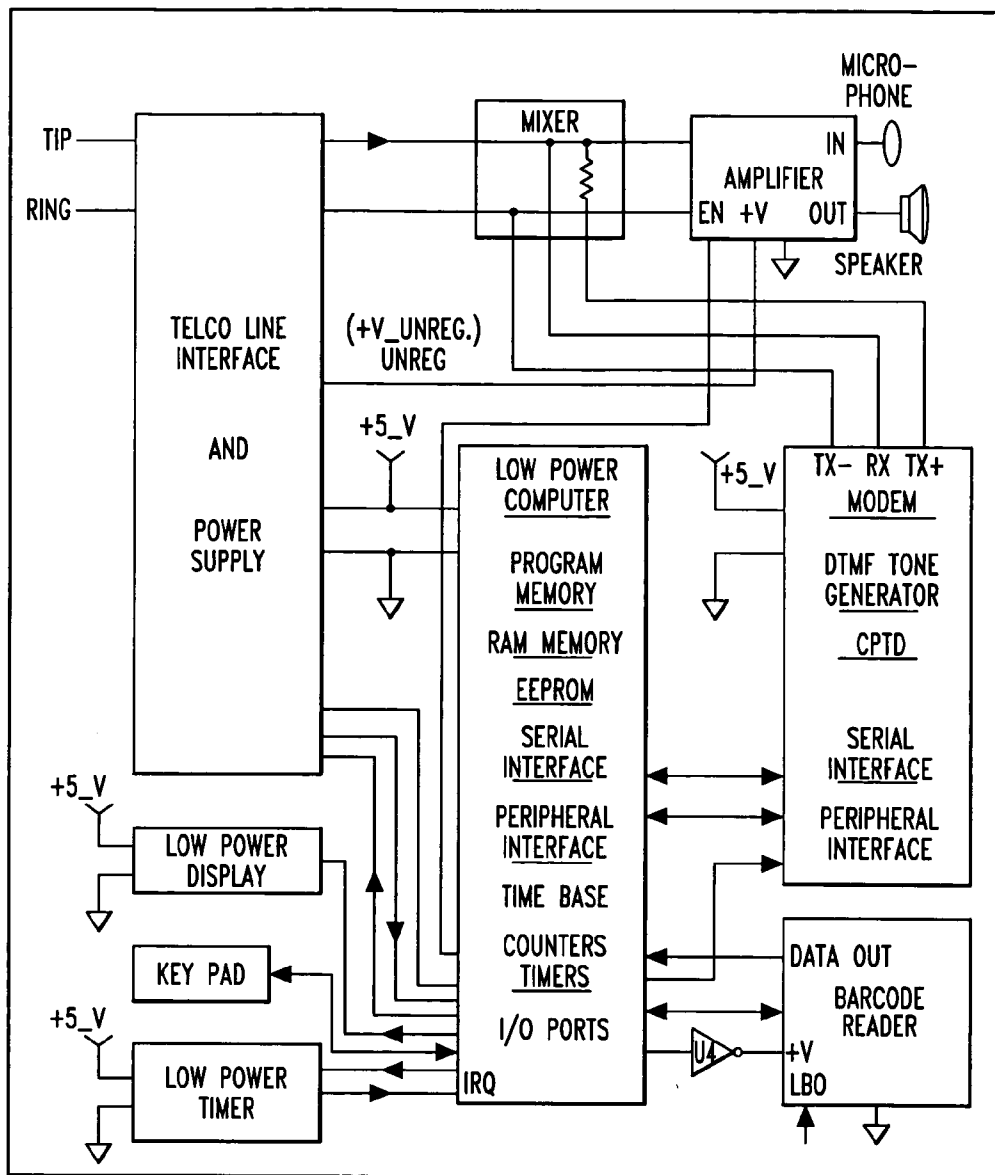 MICRO-
PHONE
MIXER
TIP
IN
AMPLIFIER
RING
EN +V OUT
SPEAKER
TELCO LINE
INTERFACE
AND
POWER
SUPPLY
(+V_UNREG.)
UNREG
+5_V
LOW POWER
COMPUTER
PROGRAM
MEMORY
RAM MEMORY
EEPROM
SERIAL
INTERFACE
PERIPHERAL
INTERFACE
TIME BASE
COUNTERS
TIMERS
I/O PORTS
IRQ
+5_V
TX- RX TX+
MODEM
DTMF TONE
GENERATOR
CPTD
SERIAL
INTERFACE
PERIPHERAL
INTERFACE
+5_V
LOW POWER
DISPLAY
KEY PAD
+5_V
LOW POWER
TIMER
DATA OUT
BARCODE
READER
U4
+V
LBO